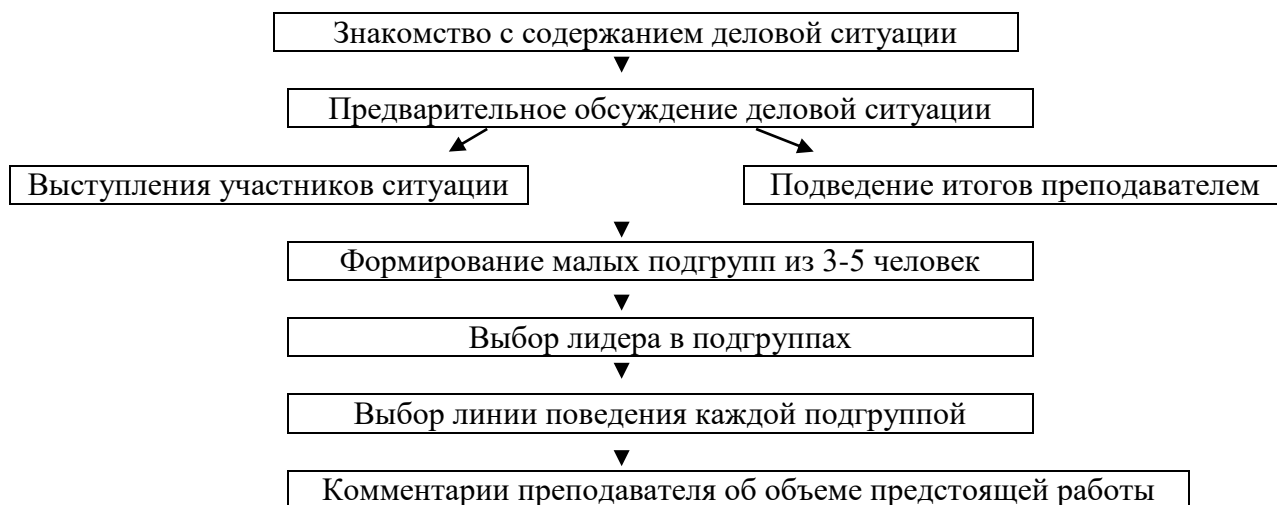 Знакомство с содержанием деловой ситуации
Предварительное обсуждение деловой ситуации
Выступления участников ситуации
Подведение итогов преподавателем
Формирование малых подгрупп из 3-5 человек
Выбор лидера в подгруппах
Выбор линии поведения каждой подгруппой
Комментарии преподавателя об объеме предстоящей работы